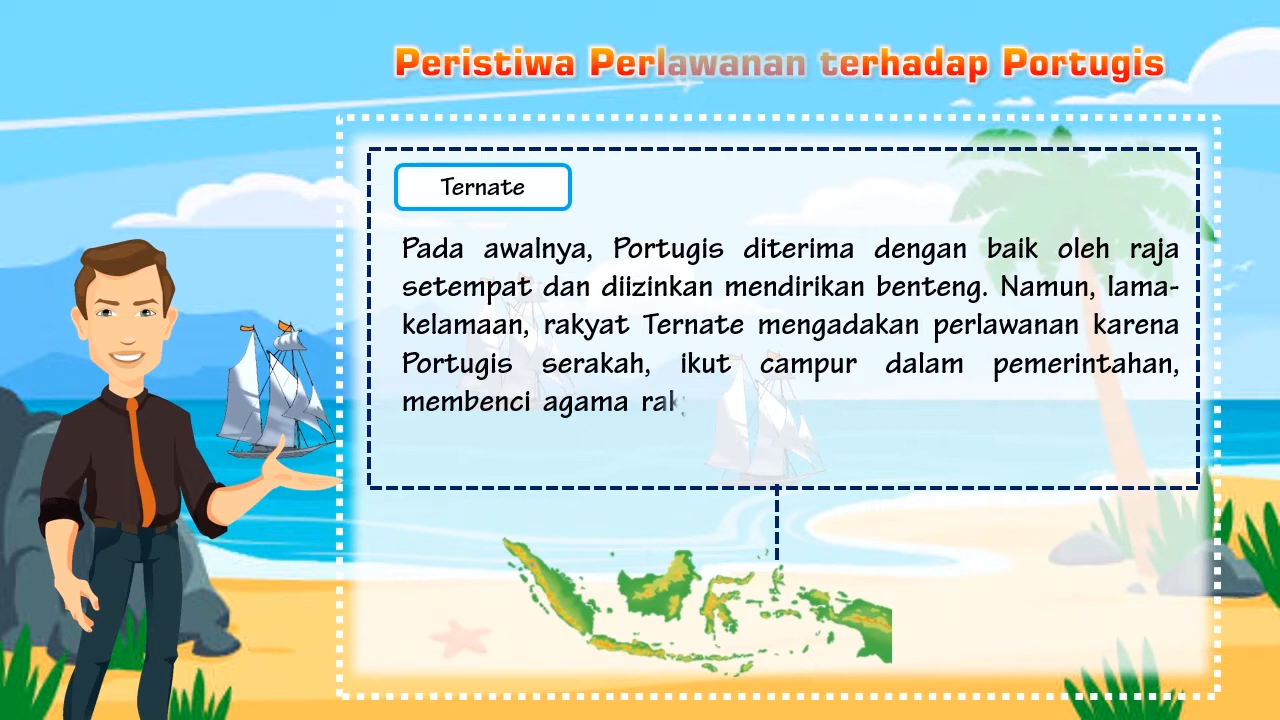 Peristiwa Perlawanan terhadap Portugis
Ternate
Pada awalnya, Portugis diterima dengan baik oleh raja
setempat dan diizinkan mendirikan benteng. Namun, lama-
kelamaan, rakyat Ternate mengadakan perlawanan karena
Portugis serakah, ikut campur dalam pemerintahan,
membenci agama